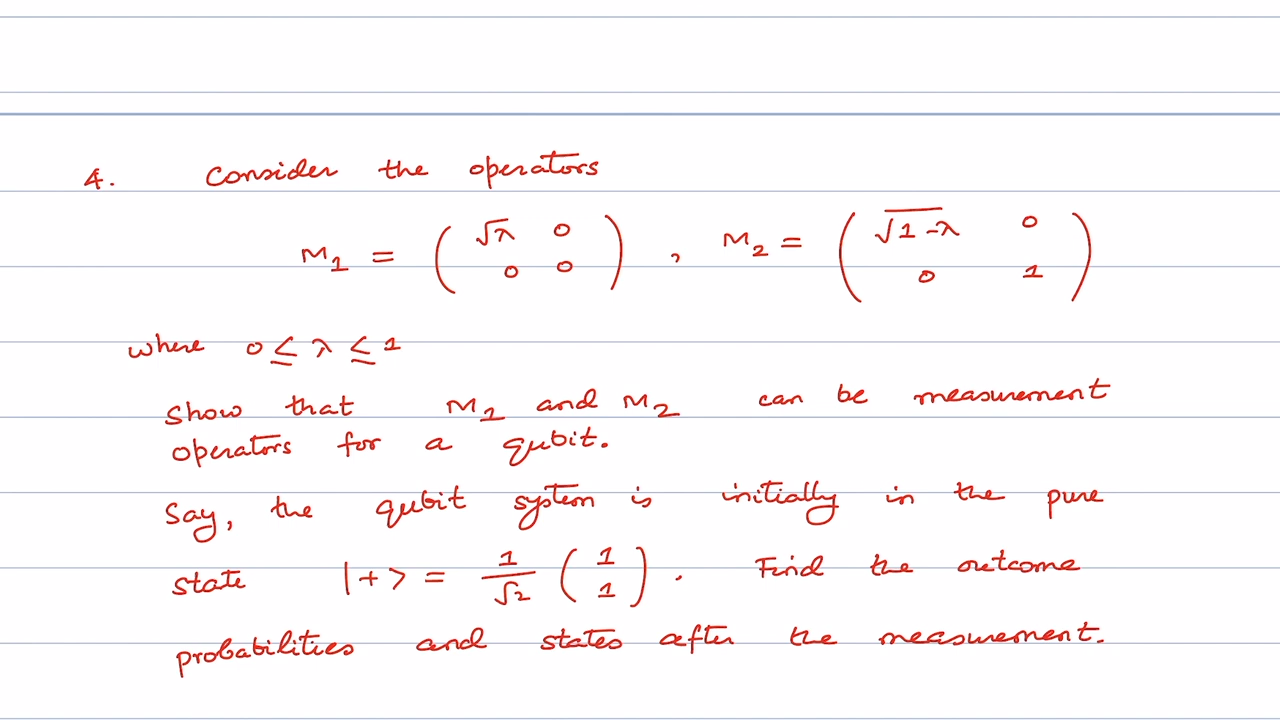 4. Consider the operators
M₁ = ( √λ 0 ; 0 0 ) , M₂ = ( √(1-λ) 0 ; 0 1 )
where 0 ≤ λ ≤ 1
Show that M₁ and M₂ can be measurement
operators for a qubit.
Say, the qubit system is initially in the pure
state |+> = 1/√2 ( 1 ; 1 ) . Find the outcome
probabilities and states after the measurement.